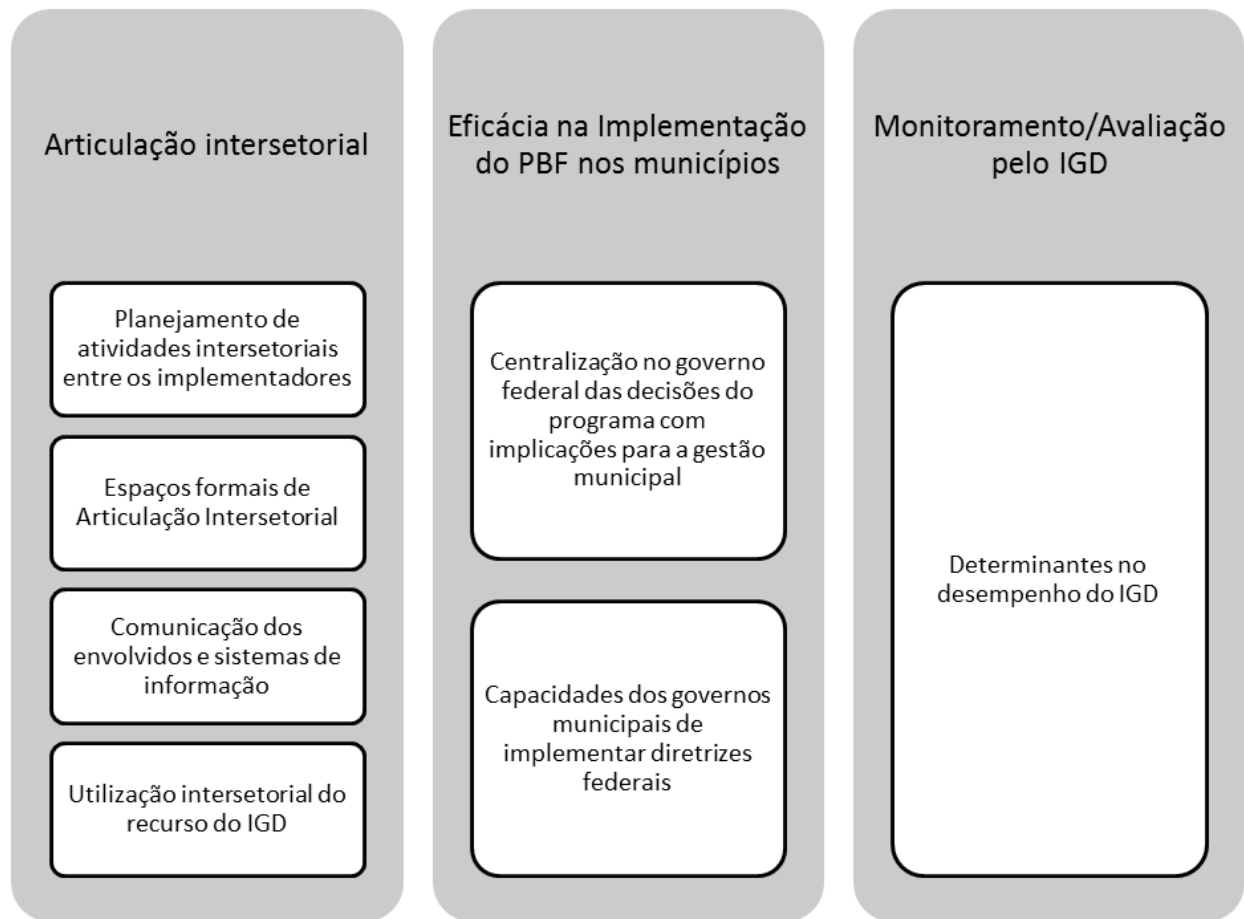 Articulação intersetorial
Planejamento de
atividades intersetoriais
entre os implementadores
Espaços formais de
Articulação Intersetorial
Comunicação dos
envolvidos e sistemas de
informação
Utilização intersetorial do
recurso do IGD
Eficácia na Implementação
do PBF nos municípios
Centralização no governo
federal das decisões do
programa com
implicações para a gestão
municipal
Capacidades dos governos
municipais de
implementar diretrizes
federais
Monitoramento/Avaliação
pelo IGD
Determinantes no
desempenho do IGD